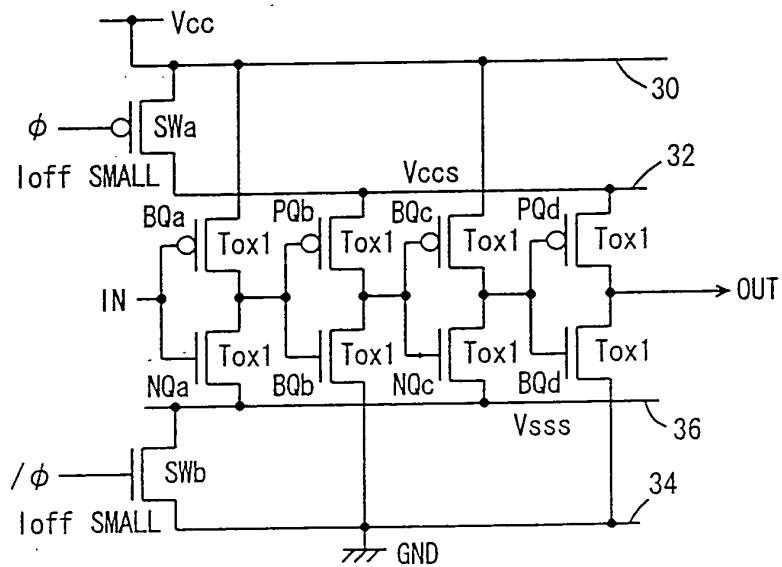 Vcc
30
φ
SWa
Ioff SMALL
Vccs
32
BQa
PQb
BQc
PQd
Tox1
Tox1
Tox1
Tox1
IN
OUT
Tox1
Tox1
Tox1
Tox1
NQa
BQb
NQc
BQd
Vsss
36
/φ
SWb
Ioff SMALL
34
GND